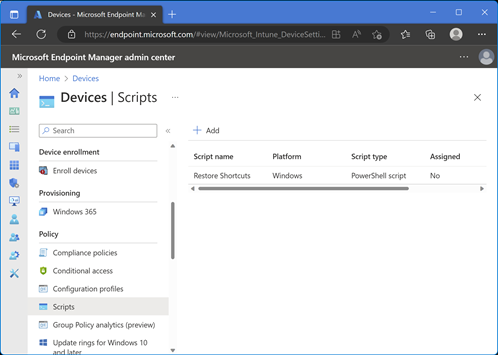 Devices - Microsoft Endpoint Ma
https://endpoint.microsoft.com/#view/Microsoft_Intune_DeviceSetti...
Microsoft Endpoint Manager admin center
Home > Devices
Devices | Scripts
Search
Add
Device enrollment
Enroll devices
Provisioning
Windows 365
Policy
Compliance policies
Conditional access
Configuration profiles
Scripts
Group Policy analytics (preview)
Update rings for Windows 10
and later
Script name Platform Script type Assigned
Restore Shortcuts Windows PowerShell script No